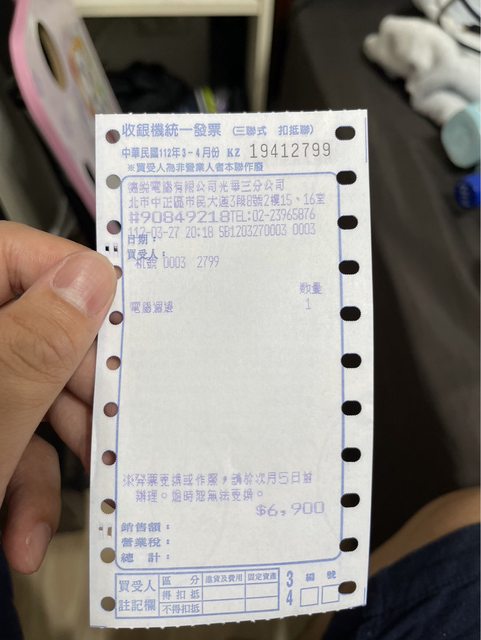 收銀機統一發票 (三聯式 扣抵聯)
中華民國112年3-4月份 KZ 19412799
※買受人為非營業人者本聯作廢
德銳電腦有限公司光華三分公司
北市中正區市民大道3段8號2樓15、16室
#90849218TEL:02-23965876
112-03-27 20:18 SB1203270003 0003
日期:
買受人:
機號 0003 2799
數量
電腦週邊 1
※發票更換或作廢,請於次月5日前
辦理。逾時恕無法更換。
$6,900
銷售額:
營業稅:
總 計:
買受人註記欄
區 分 進貨及費用 固定資產
得扣抵
不得扣抵
3 編 號
4